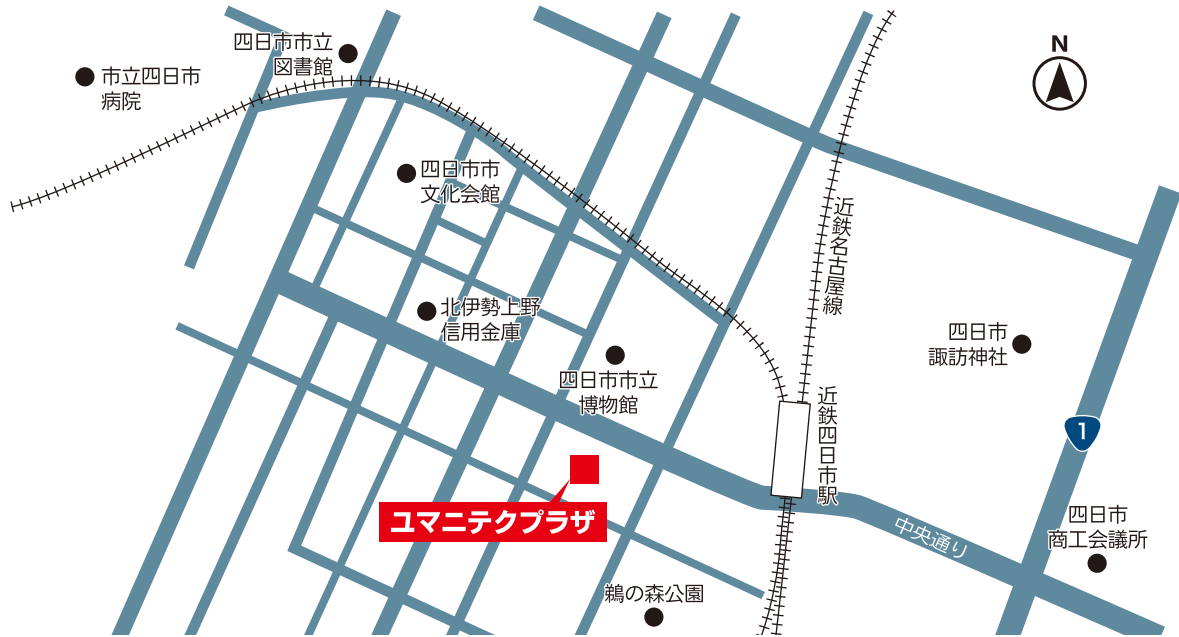 N
四日市市立
図書館
市立四日市
病院
四日市市
文化会館
近鉄名古屋線
北伊勢上野
信用金庫
四日市
諏訪神社
四日市市立
博物館
近鉄四日市駅
1
ユマニテクプラザ
中央通り
四日市
商工会議所
鵜の森公園